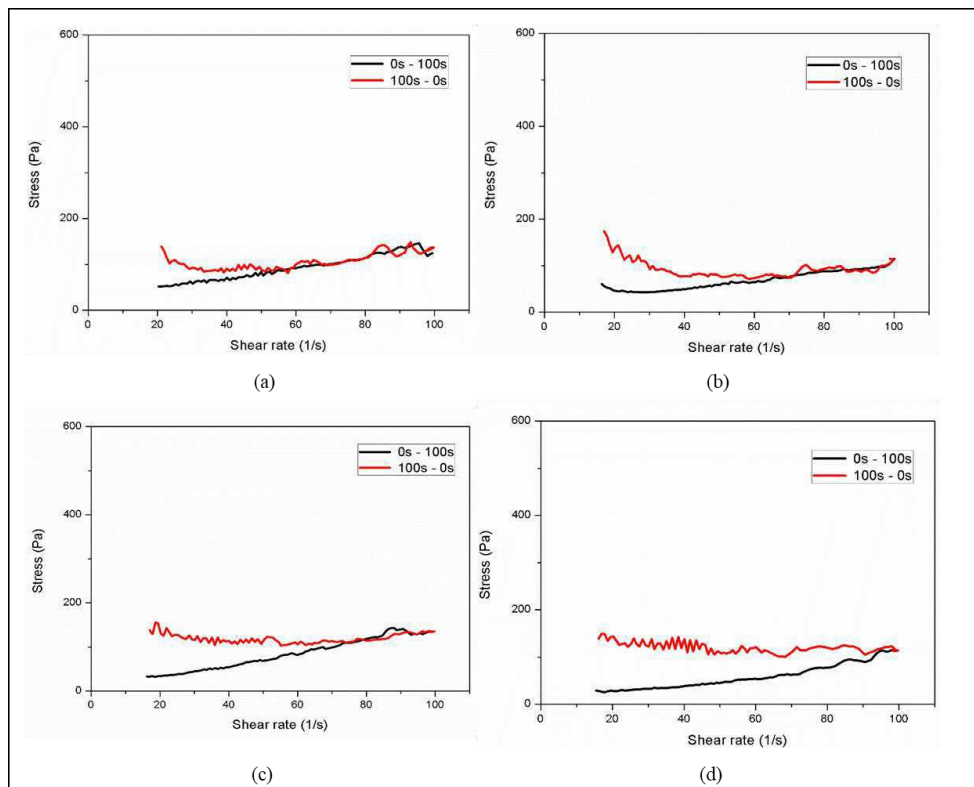 600
400
200
0
Stress (Pa)
0s - 100s
100s - 0s
0 20 40 60 80 100
Shear rate (1/s)
(a)
600
400
200
0
Stress (Pa)
0s - 100s
100s - 0s
0 20 40 60 80 100
Shear rate (1/s)
(b)
600
400
200
0
Stress (Pa)
0s - 100s
100s - 0s
0 20 40 60 80 100
Shear rate (1/s)
(c)
600
400
200
0
Stress (Pa)
0s - 100s
100s - 0s
0 20 40 60 80 100
Shear rate (1/s)
(d)